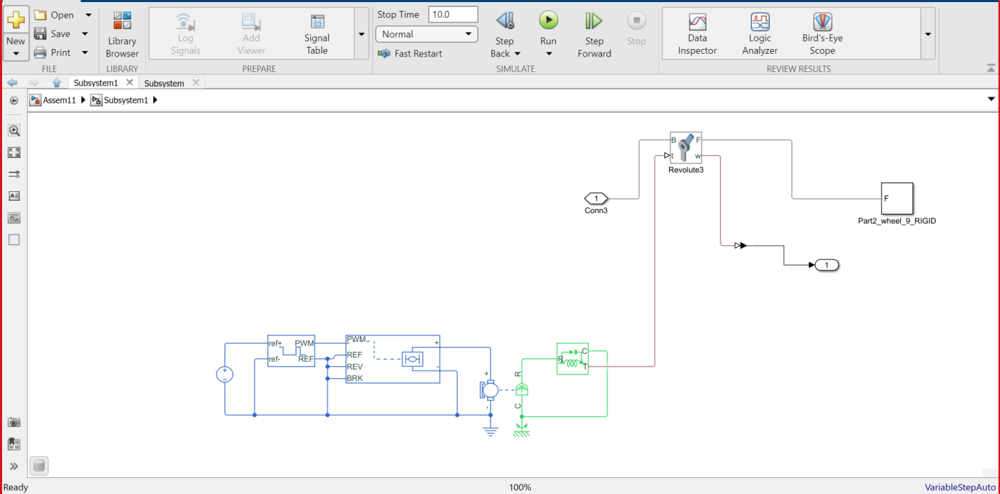 Open
Save
Print
New
FILE
Library
Browser
LIBRARY
Log
Signals
Add
Viewer
Signal
Table
PREPARE
Stop Time 10.0
Normal
Fast Restart
Step
Back
Run
Step
Forward
Stop
SIMULATE
Data
Inspector
Logic
Analyzer
Bird's-Eye
Scope
REVIEW RESULTS
Subsystem1
Subsystem
Assem11 Subsystem1
B F
t w
Revolute3
1
Conn3
F
Part2_wheel_9_RIGID
1
ref+ PWM
ref- REF
PWM
REF
REV
BRK
+
-
+
-
+
-
R
C
R
C
T
Ready
100%
VariableStepAuto